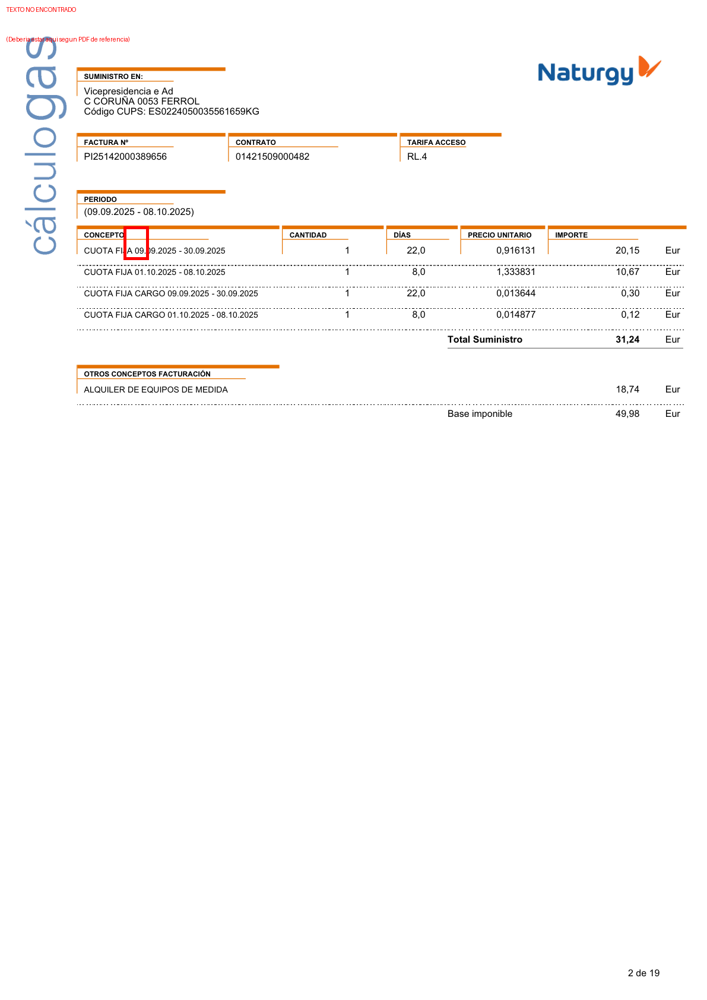 TEXTO NO ENCONTRADO
(Deberia estar aqui segun PDF de referencia)
cálculogas
Naturgy
SUMINISTRO EN:
Vicepresidencia e Ad
C CORUÑA 0053 FERROL
Código CUPS: ES0224050035561659KG
FACTURA Nº CONTRATO TARIFA ACCESO
PI25142000389656 01421509000482 RL.4
PERIODO
(09.09.2025 - 08.10.2025)
CONCEPTO CANTIDAD DÍAS PRECIO UNITARIO IMPORTE
CUOTA FIJA 09.09.2025 - 30.09.2025 1 22,0 0,916131 20,15 Eur
CUOTA FIJA 01.10.2025 - 08.10.2025 1 8,0 1,333831 10,67 Eur
CUOTA FIJA CARGO 09.09.2025 - 30.09.2025 1 22,0 0,013644 0,30 Eur
CUOTA FIJA CARGO 01.10.2025 - 08.10.2025 1 8,0 0,014877 0,12 Eur
Total Suministro 31,24 Eur
OTROS CONCEPTOS FACTURACIÓN
ALQUILER DE EQUIPOS DE MEDIDA 18,74 Eur
Base imponible 49,98 Eur
2 de 19